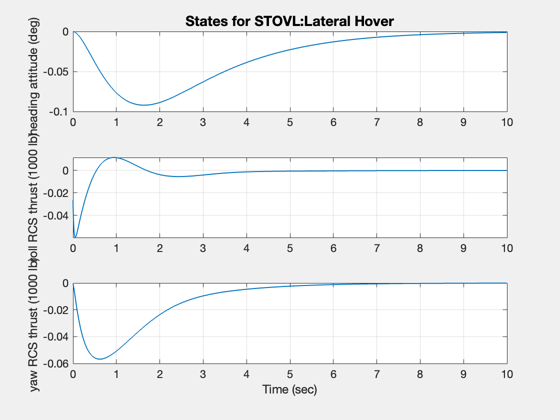 States for STOVL:Lateral Hover
heading attitude (deg)
0
-0.05
-0.1
0 1 2 3 4 5 6 7 8 9 10
roll RCS thrust (1000 lb)
0
-0.02
-0.04
0 1 2 3 4 5 6 7 8 9 10
yaw RCS thrust (1000 lb)
0
-0.02
-0.04
-0.06
0 1 2 3 4 5 6 7 8 9 10
Time (sec)